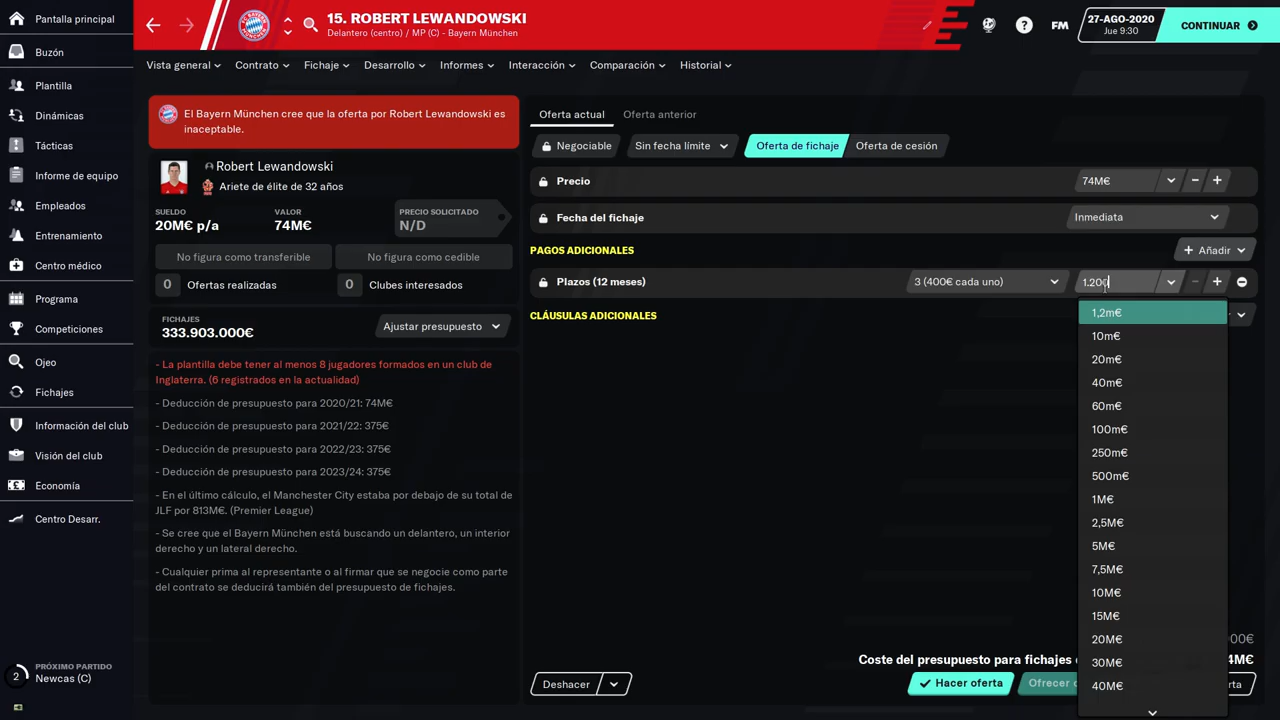 Pantalla principal
Buzón
Plantilla
Dinámicas
Tácticas
Informe de equipo
Empleados
Entrenamiento
Centro médico
Programa
Competiciones
Ojeo
Fichajes
Información del club
Visión del club
Economía
Centro Desarr.
2
PRÓXIMO PARTIDO
Newcas (C)
15. ROBERT LEWANDOWSKI
Delantero (centro) / MP (C) - Bayern München
FM
27-AGO-2020
Jue 9:30
CONTINUAR
Vista general
Contrato
Fichaje
Desarrollo
Informes
Interacción
Comparación
Historial
El Bayern München cree que la oferta por Robert Lewandowski es
inaceptable.
Robert Lewandowski
Ariete de élite de 32 años
SUELDO
20M€ p/a
VALOR
74M€
PRECIO SOLICITADO
N/D
No figura como transferible
No figura como cedible
0 Ofertas realizadas
0 Clubes interesados
FICHAJES
333.903.000€
Ajustar presupuesto
- La plantilla debe tener al menos 8 jugadores formados en un club de
Inglaterra. (6 registrados en la actualidad)
- Deducción de presupuesto para 2020/21: 74M€
- Deducción de presupuesto para 2021/22: 375€
- Deducción de presupuesto para 2022/23: 375€
- Deducción de presupuesto para 2023/24: 375€
- En el último cálculo, el Manchester City estaba por debajo de su total de
JLF por 813M€. (Premier League)
- Se cree que el Bayern München está buscando un delantero, un interior
derecho y un lateral derecho.
- Cualquier prima al representante o al firmar que se negocie como parte
del contrato se deducirá también del presupuesto de fichajes.
Oferta actual
Oferta anterior
Negociable
Sin fecha límite
Oferta de fichaje
Oferta de cesión
Precio
74M€
Fecha del fichaje
Inmediata
PAGOS ADICIONALES
+ Añadir
Plazos (12 meses)
3 (400€ cada uno)
1.200
CLÁUSULAS ADICIONALES
1,2m€
10m€
20m€
40m€
60m€
100m€
250m€
500m€
1M€
2,5M€
5M€
7,5M€
10M€
15M€
20M€
30M€
40M€
Coste del presupuesto para fichajes
Deshacer
Hacer oferta
Ofrecer